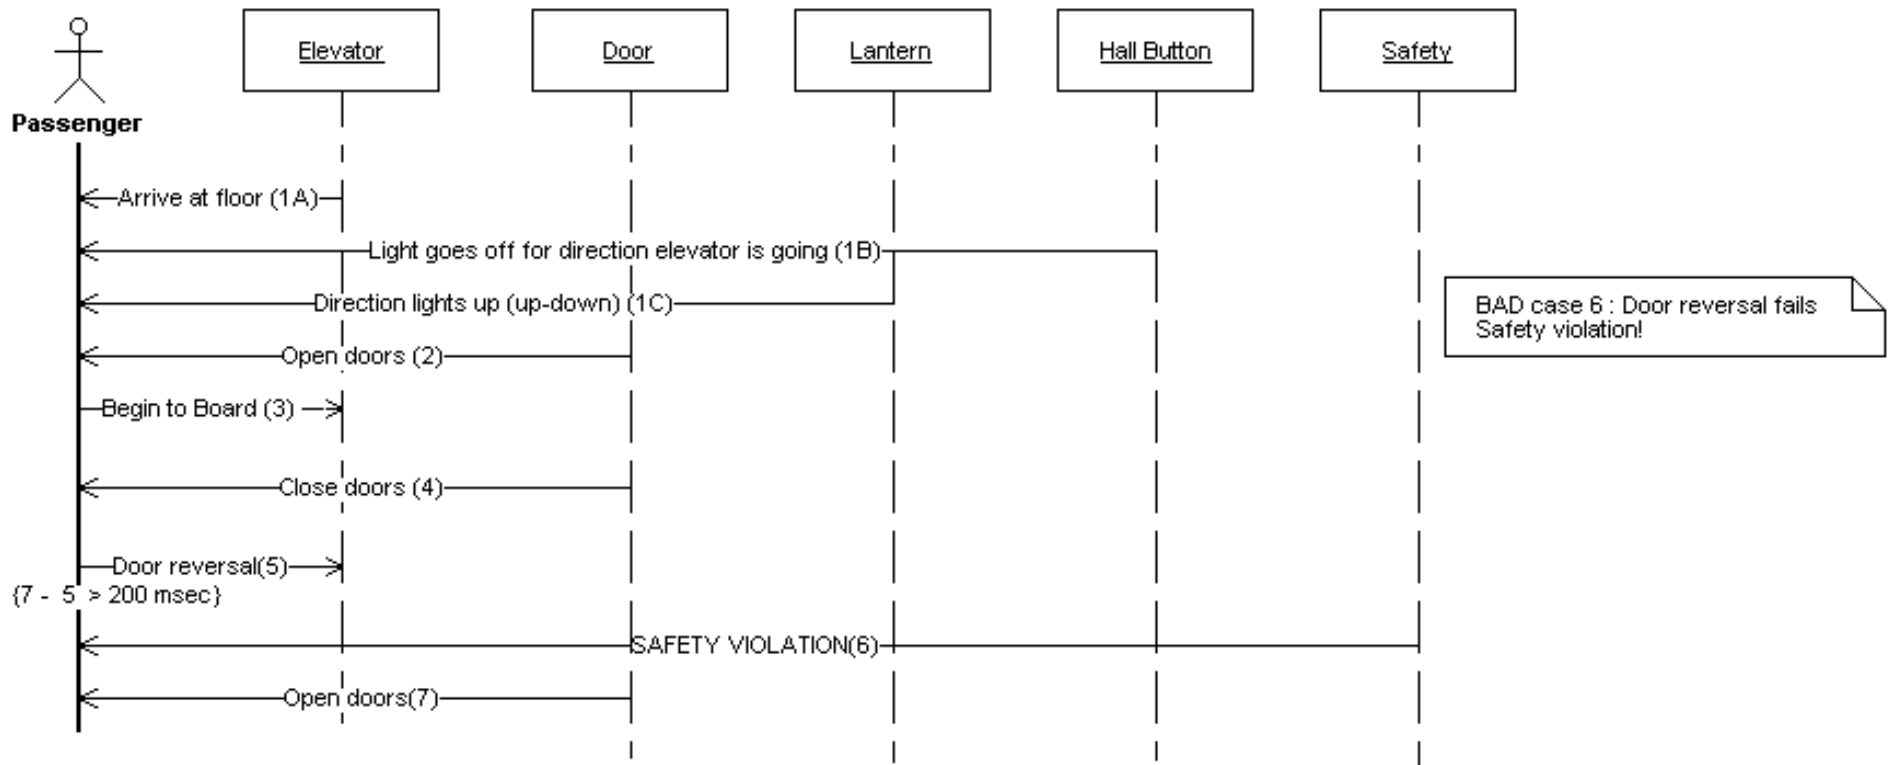 Elevator
Door
Lantern
Hall Button
Safety
Passenger
Arrive at floor (1A)
Light goes off for direction elevator is going (1B)
Direction lights up (up-down) (1C)
BAD case 6 : Door reversal fails
Safety violation!
Open doors (2)
Begin to Board (3)
Close doors (4)
Door reversal(5)
{7 - 5 > 200 msec}
SAFETY VIOLATION(6)
Open doors(7)